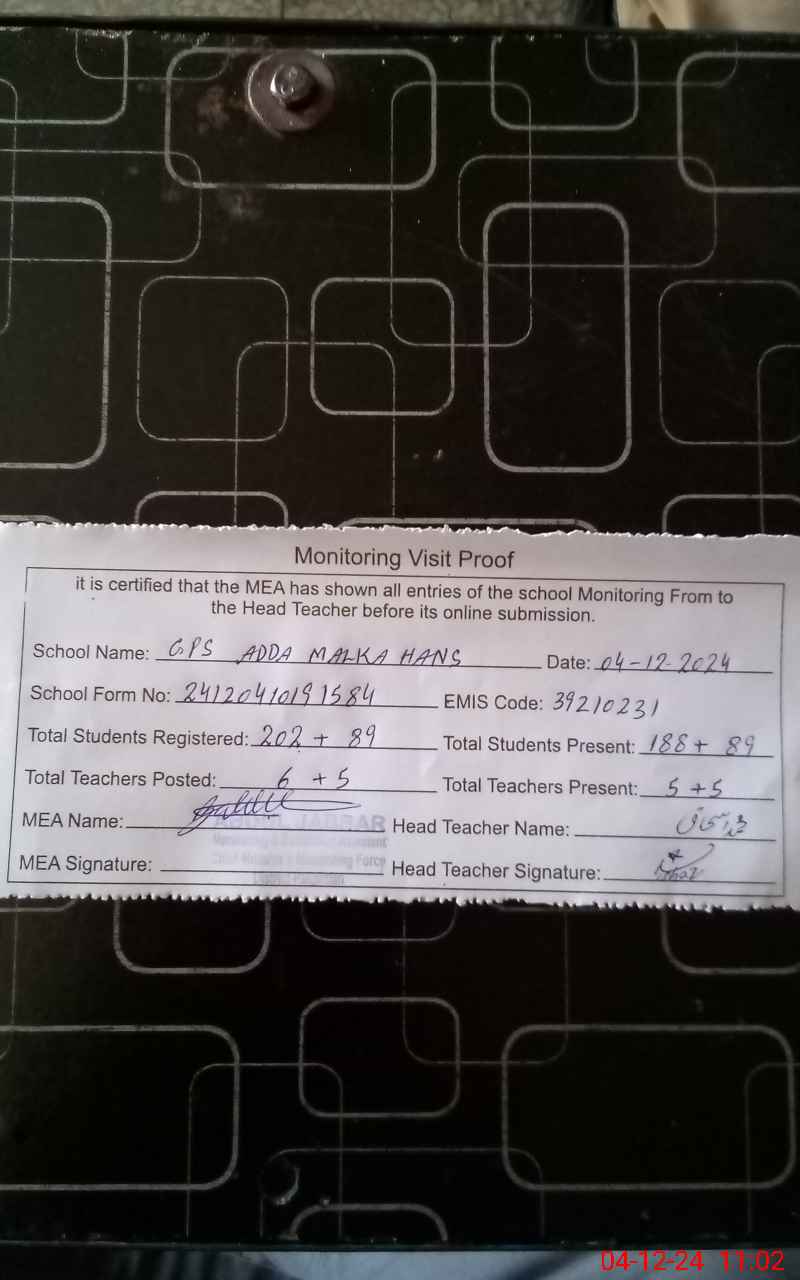 Monitoring Visit Proof
it is certified that the MEA has shown all entries of the school Monitoring From to
the Head Teacher before its online submission.
School Name: G.P.S ADDA MALKA HANS Date: 04-12-2024
School Form No: 24120410191584 EMIS Code: 39210231
Total Students Registered: 202 + 89 Total Students Present: 188 + 89
Total Teachers Posted: 6 + 5 Total Teachers Present: 5 + 5
MEA Name: ABDUL JABBAR Head Teacher Name:
MEA Signature: Head Teacher Signature:
04-12-24 11:02